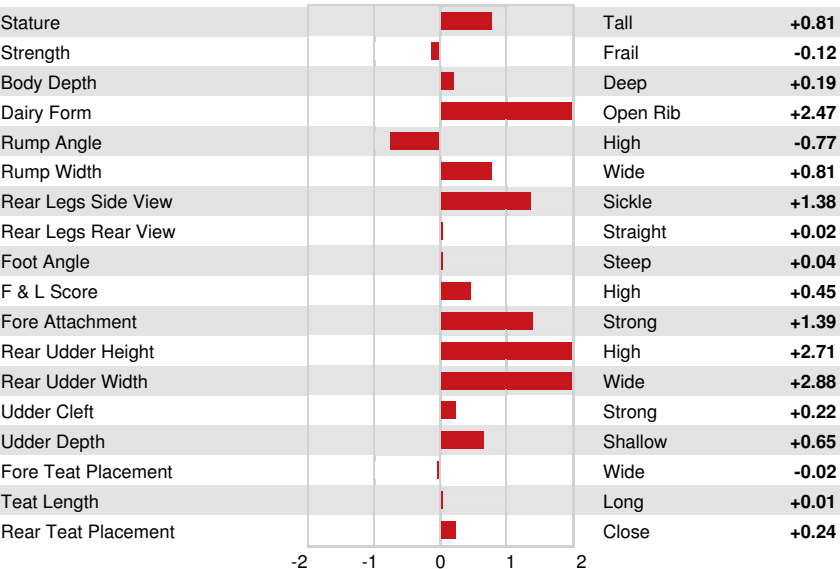 Stature Tall +0.81
Strength Frail -0.12
Body Depth Deep +0.19
Dairy Form Open Rib +2.47
Rump Angle High -0.77
Rump Width Wide +0.81
Rear Legs Side View Sickle +1.38
Rear Legs Rear View Straight +0.02
Foot Angle Steep +0.04
F & L Score High +0.45
Fore Attachment Strong +1.39
Rear Udder Height High +2.71
Rear Udder Width Wide +2.88
Udder Cleft Strong +0.22
Udder Depth Shallow +0.65
Fore Teat Placement Wide -0.02
Teat Length Long +0.01
Rear Teat Placement Close +0.24
-2 -1 0 1 2